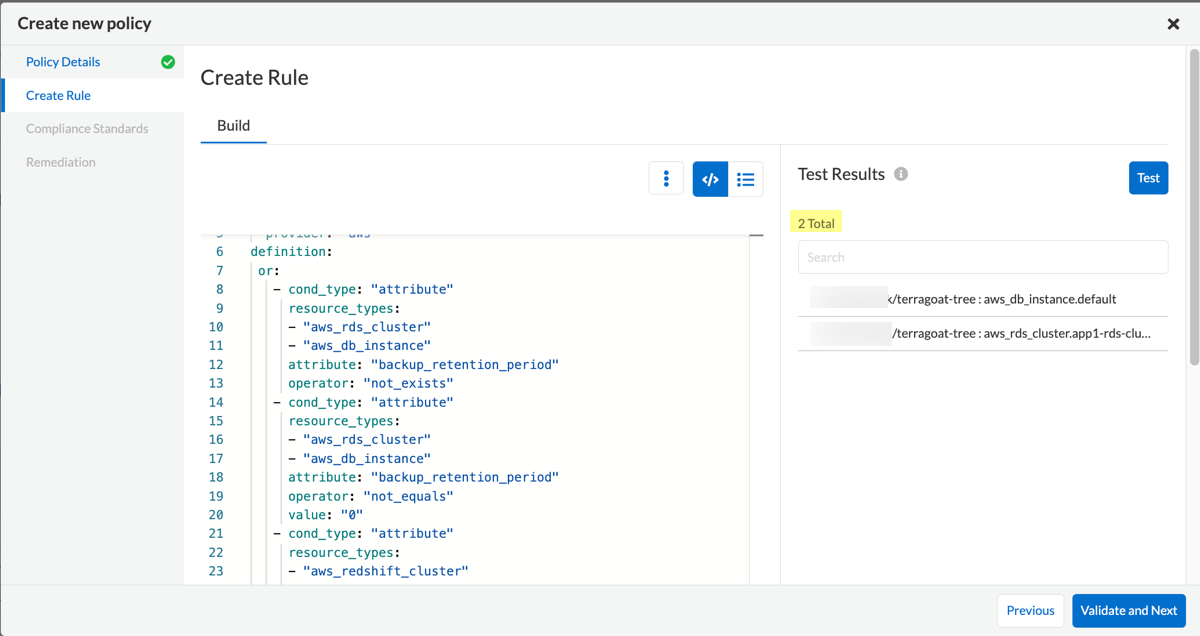 Create new policy
Policy Details
Create Rule
Compliance Standards
Remediation
Create Rule
Build
5 provider: "aws"
6 definition:
7 or:
8 - cond_type: "attribute"
9 resource_types:
10 - "aws_rds_cluster"
11 - "aws_db_instance"
12 attribute: "backup_retention_period"
13 operator: "not_exists"
14 - cond_type: "attribute"
15 resource_types:
16 - "aws_rds_cluster"
17 - "aws_db_instance"
18 attribute: "backup_retention_period"
19 operator: "not_equals"
20 value: "0"
21 - cond_type: "attribute"
22 resource_types:
23 - "aws_redshift_cluster"
Test Results
Test
2 Total
Search
/terragoat-tree : aws_db_instance.default
/terragoat-tree : aws_rds_cluster.app1-rds-clu...
Previous
Validate and Next